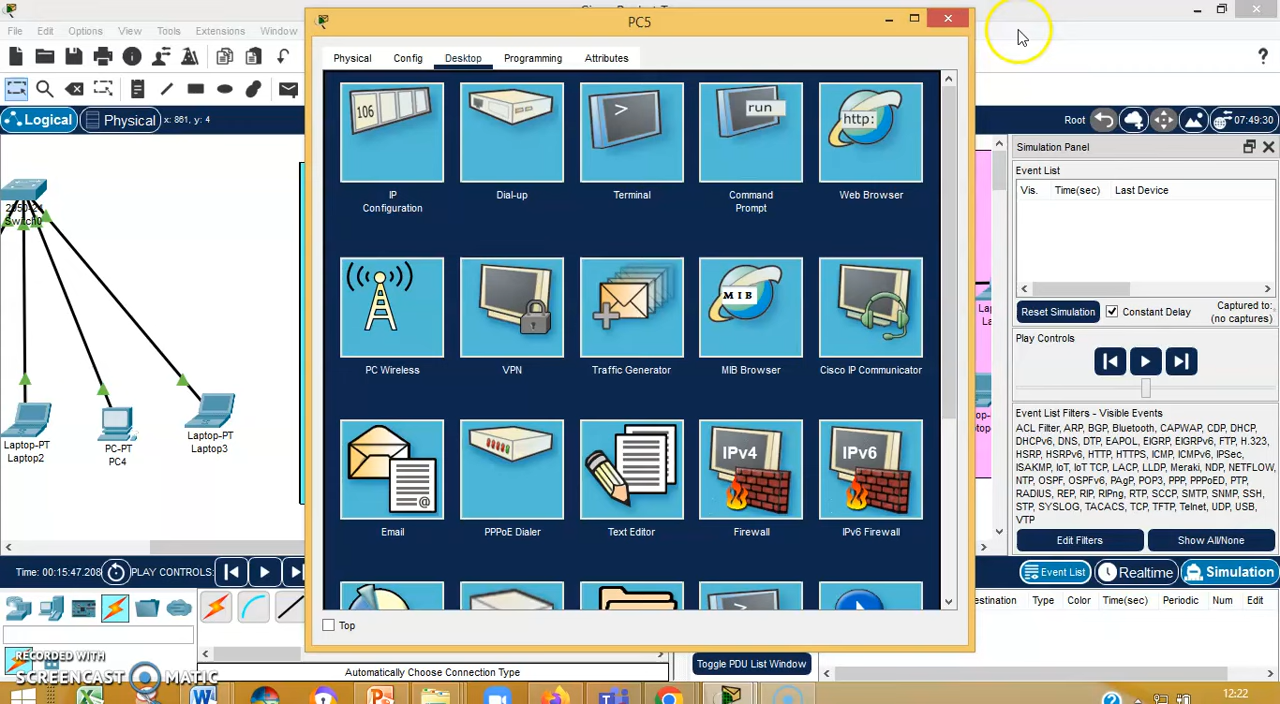 PC5
File Edit Options View Tools Extensions Window
Physical Config Desktop Programming Attributes
?
Logical Physical x: 861, y: 4
Root 07:49:30
106
IP
Configuration
Dial-up
>
Terminal
run
Command
Prompt
http:
Web Browser
PC Wireless
VPN
Traffic Generator
MIB
MIB Browser
Cisco IP Communicator
@
Email
PPPoE Dialer
Text Editor
IPv4
Firewall
IPv6
IPv6 Firewall
>
Top
Switch0
Laptop-PT
Laptop2
PC-PT
PC4
Laptop-PT
Laptop3
Simulation Panel
Event List
Vis. Time(sec) Last Device
Reset Simulation Constant Delay
Captured to:
(no captures)
Play Controls
Event List Filters - Visible Events
ACL Filter, ARP, BGP, Bluetooth, CAPWAP, CDP, DHCP,
DHCPv6, DNS, DTP, EAPOL, EIGRP, EIGRPv6, FTP, H.323,
HSRP, HSRPv6, HTTP, HTTPS, ICMP, ICMPv6, IPSec,
ISAKMP, IoT, IoT TCP, LACP, LLDP, Meraki, NDP, NETFLOW,
NTP, OSPF, OSPFv6, PAgP, POP3, PPP, PPPoED, PTP,
RADIUS, REP, RIP, RIPng, RTP, SCCP, SMTP, SNMP, SSH,
STP, SYSLOG, TACACS, TCP, TFTP, Telnet, UDP, USB,
VTP
Edit Filters Show All/None
Event List Realtime Simulation
Time: 00:15:47.208 PLAY CONTROLS:
estination Type Color Time(sec) Periodic Num Edit
Automatically Choose Connection Type
Toggle PDU List Window
RECORDED WITH
SCREENCAST MATIC
12:22